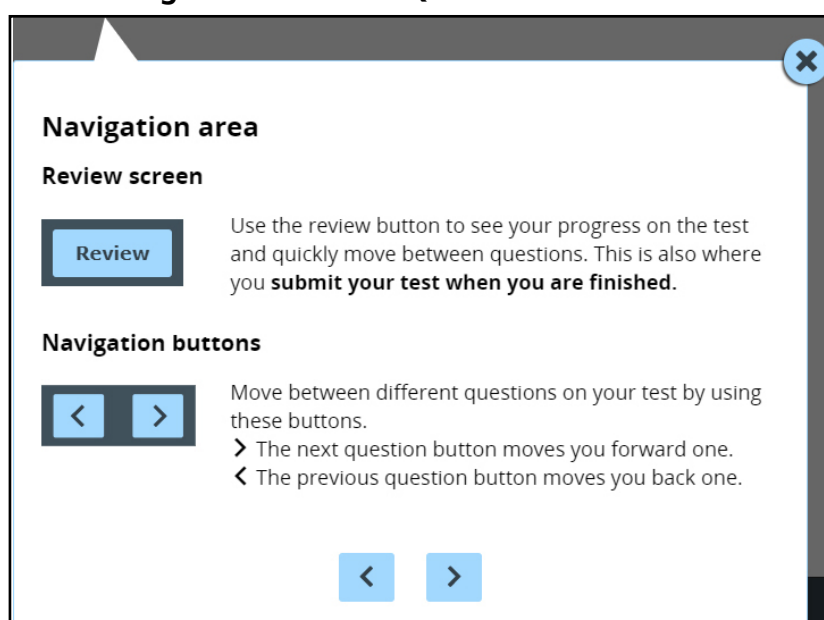 Navigation area
Review screen
Review
Use the review button to see your progress on the test
and quickly move between questions. This is also where
you submit your test when you are finished.
Navigation buttons
Move between different questions on your test by using
these buttons.
> The next question button moves you forward one.
< The previous question button moves you back one.